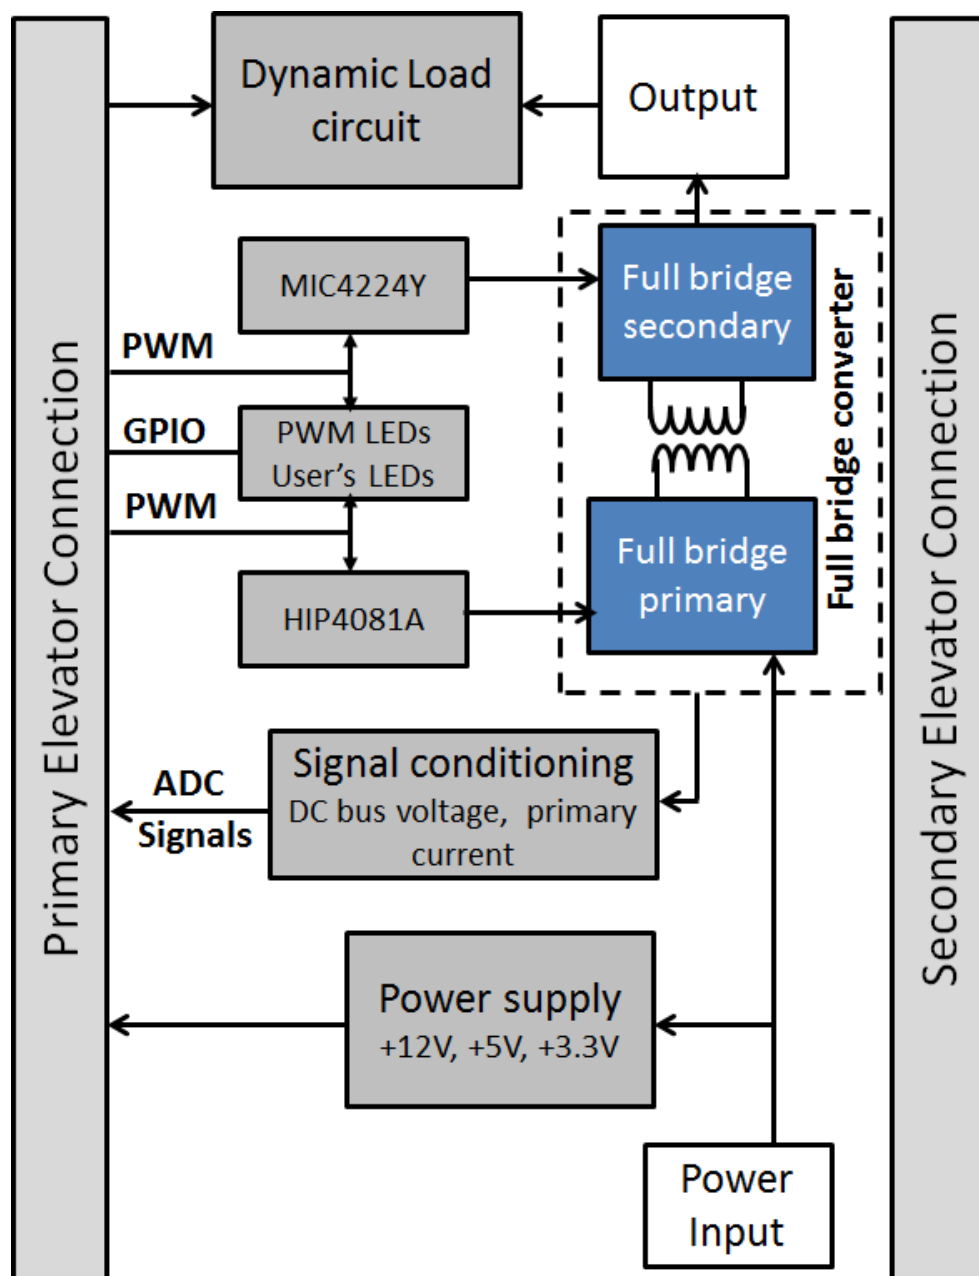 Primary Elevator Connection
Dynamic Load
circuit
Output
MIC4224Y
Full bridge
secondary
PWM
GPIO
PWM LEDs
User's LEDs
PWM
HIP4081A
Full bridge
primary
Full bridge converter
Signal conditioning
DC bus voltage, primary
current
ADC
Signals
Power supply
+12V, +5V, +3.3V
Power
Input
Secondary Elevator Connection